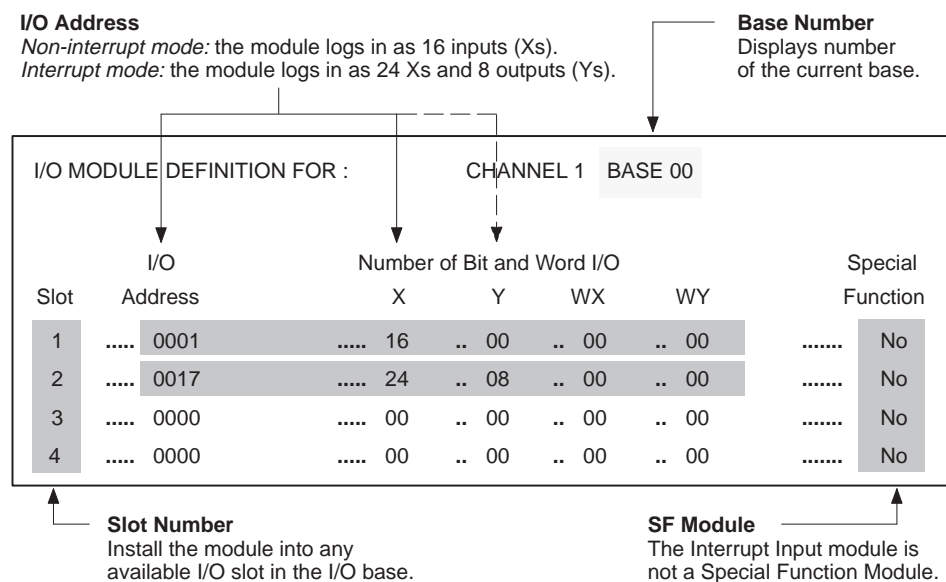 I/O Address
Non-interrupt mode: the module logs in as 16 inputs (Xs).
Interrupt mode: the module logs in as 24 Xs and 8 outputs (Ys).
Base Number
Displays number
of the current base.
I/O MODULE DEFINITION FOR : CHANNEL 1 BASE 00
I/O Number of Bit and Word I/O Special
Slot Address X Y WX WY Function
1 ..... 0001 ..... 16 .. 00 .. 00 .. 00 ....... No
2 ..... 0017 ..... 24 .. 08 .. 00 .. 00 ....... No
3 ..... 0000 ..... 00 .. 00 .. 00 .. 00 ....... No
4 ..... 0000 ..... 00 .. 00 .. 00 .. 00 ....... No
Slot Number
Install the module into any
available I/O slot in the I/O base.
SF Module
The Interrupt Input module is
not a Special Function Module.